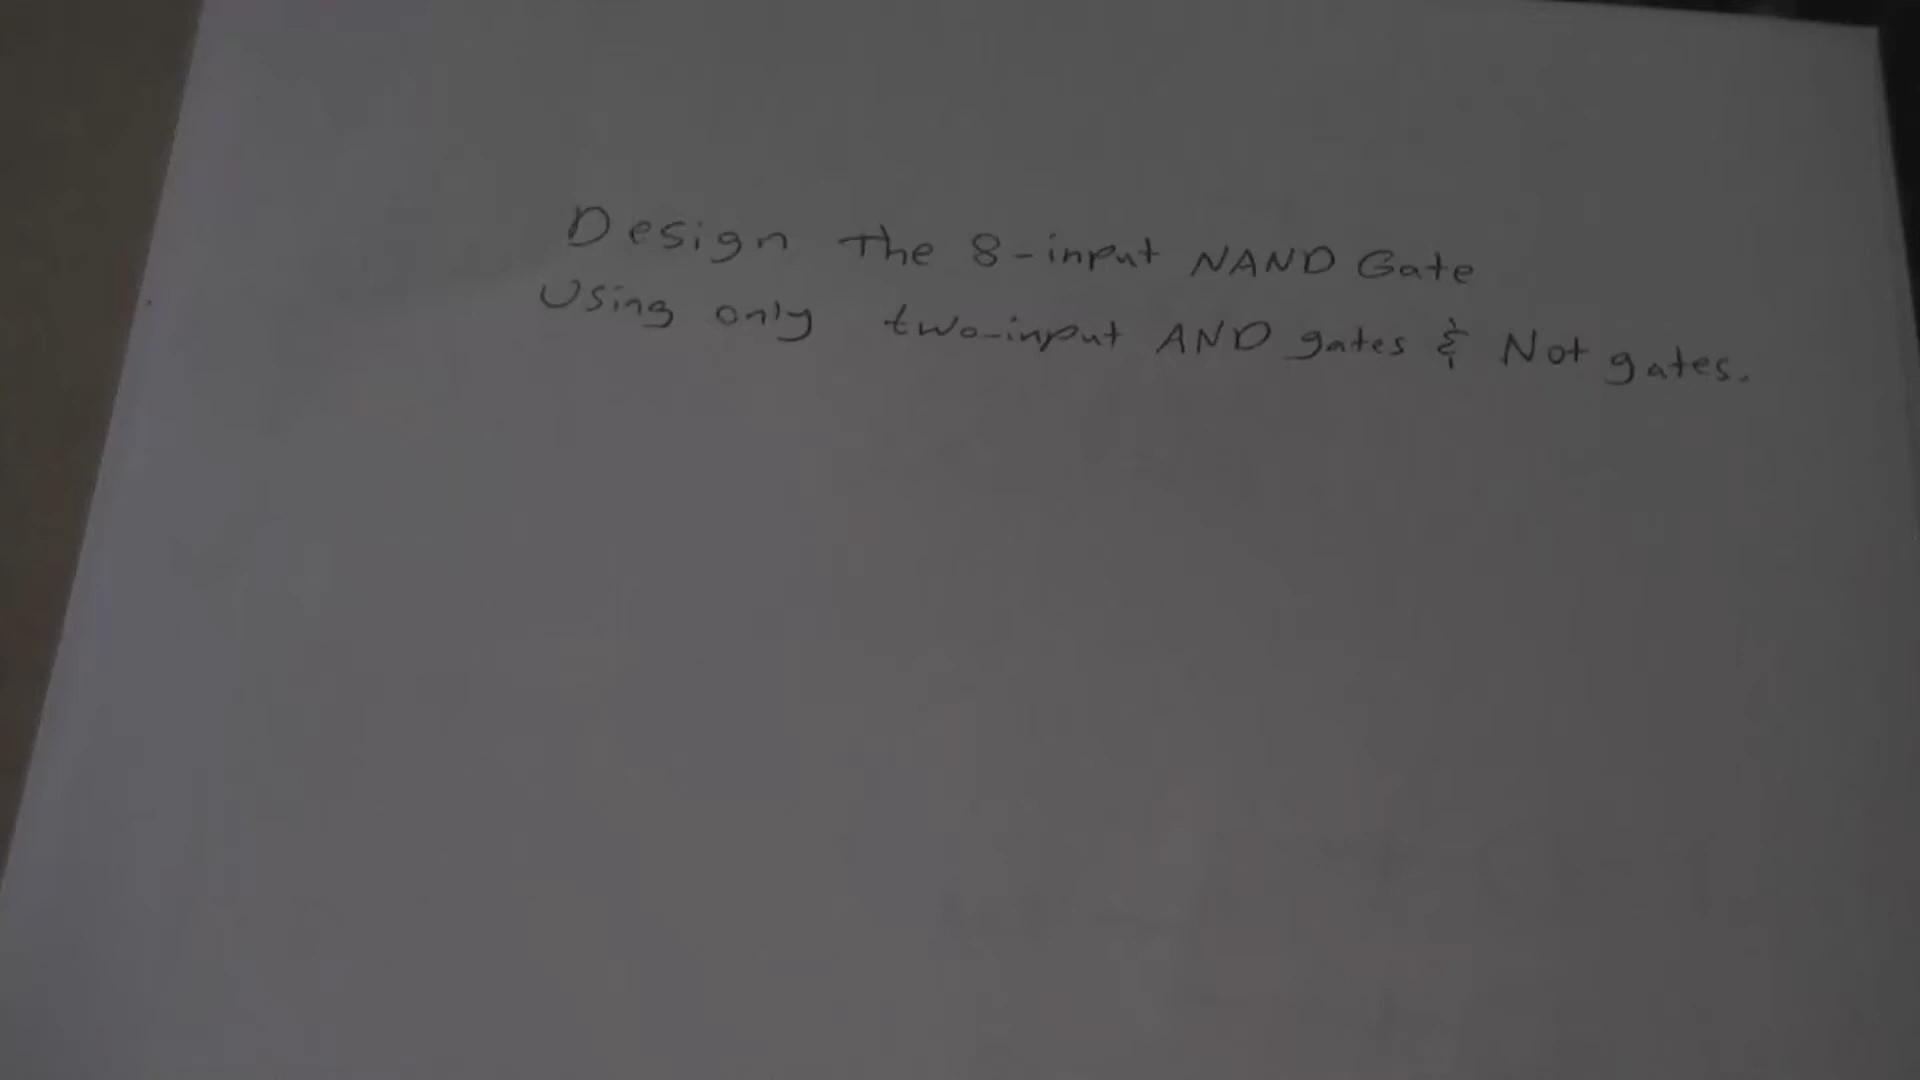 Design The 8-input NAND Gate
Using only two-input AND gates & Not gates.